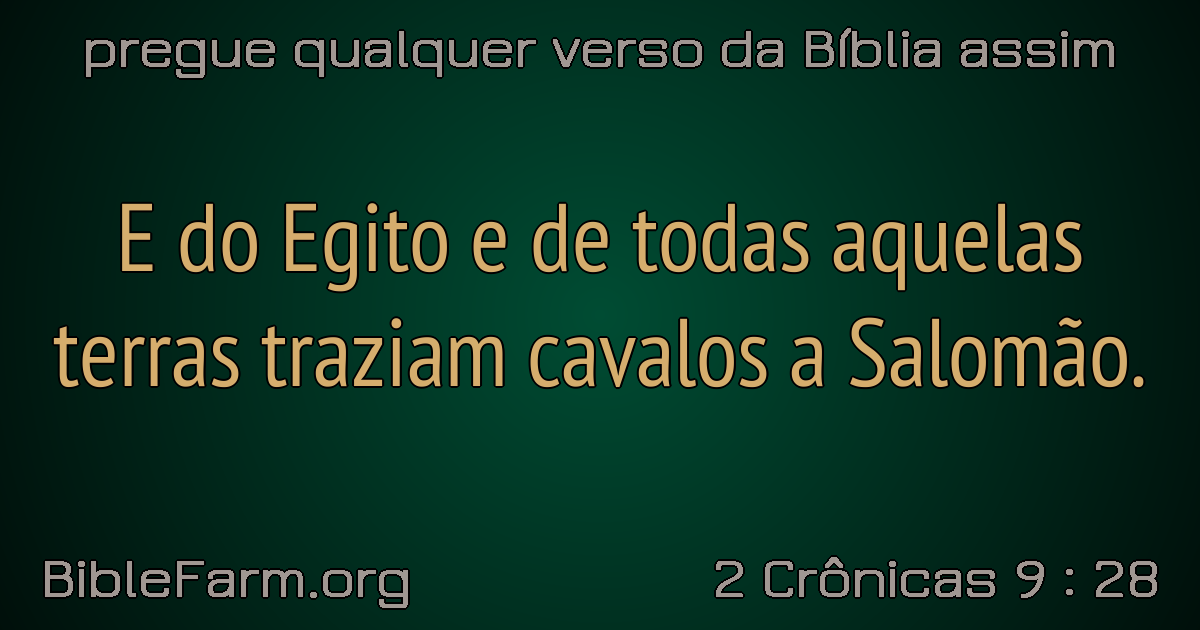 pregue qualquer verso da Bíblia assim
E do Egito e de todas aquelas
terras traziam cavalos a Salomão.
BibleFarm.org
2 Crônicas 9 : 28